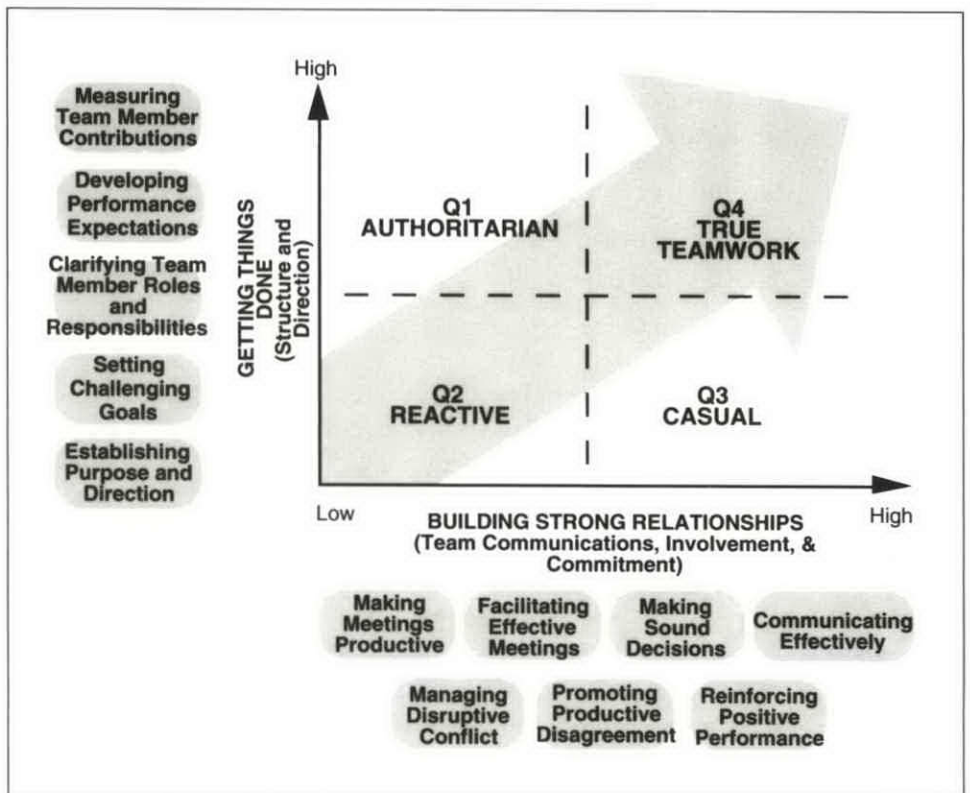 High
Measuring
Team Member
Contributions
Developing
Performance
Expectations
Clarifying Team
Member Roles
and
Responsibilities
Setting
Challenging
Goals
Establishing
Purpose and
Direction
GETTING THINGS
DONE
(Structure and
Direction)
Q1
AUTHORITARIAN
Q4
TRUE
TEAMWORK
Q2
REACTIVE
Q3
CASUAL
Low
High
BUILDING STRONG RELATIONSHIPS
(Team Communications, Involvement, &
Commitment)
Making
Meetings
Productive
Facilitating
Effective
Meetings
Making
Sound
Decisions
Communicating
Effectively
Managing
Disruptive
Conflict
Promoting
Productive
Disagreement
Reinforcing
Positive
Performance